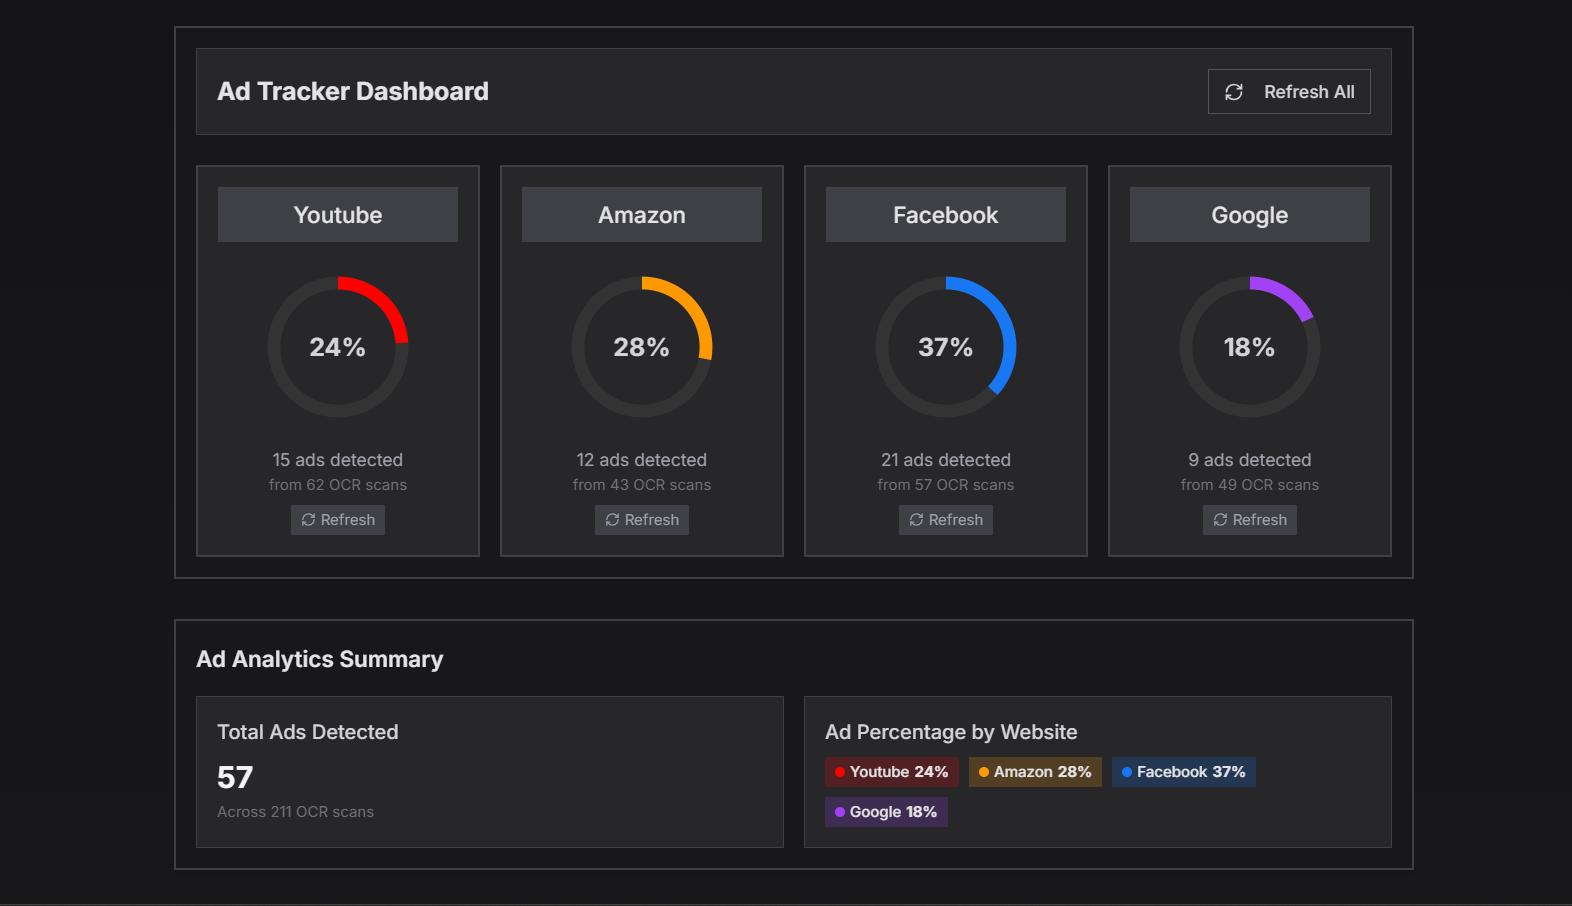 Ad Tracker Dashboard
Refresh All
Youtube
24%
15 ads detected
from 62 OCR scans
Refresh
Amazon
28%
12 ads detected
from 43 OCR scans
Refresh
Facebook
37%
21 ads detected
from 57 OCR scans
Refresh
Google
18%
9 ads detected
from 49 OCR scans
Refresh
Ad Analytics Summary
Total Ads Detected
57
Across 211 OCR scans
Ad Percentage by Website
Youtube 24% Amazon 28% Facebook 37%
Google 18%